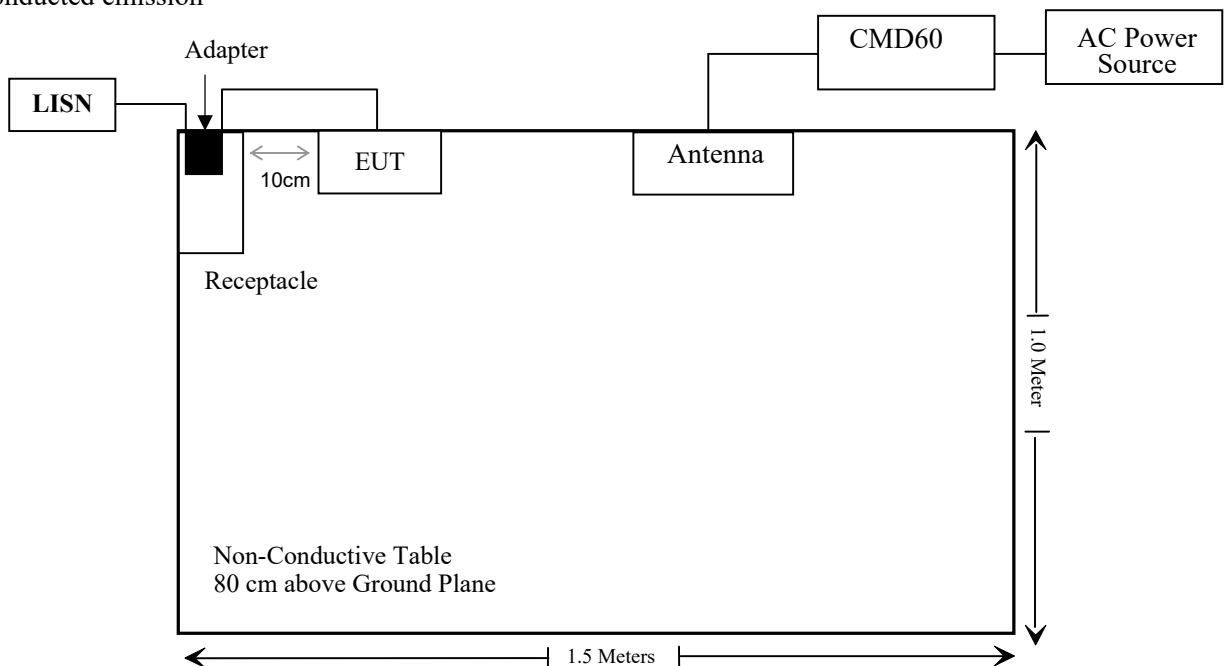 emission
Adapter
CMD60
AC Power
Source
LISN
EUT
Antenna
10cm
Receptacle
1.0 Meter
Non-Conductive Table
80 cm above Ground Plane
1.5 Meters